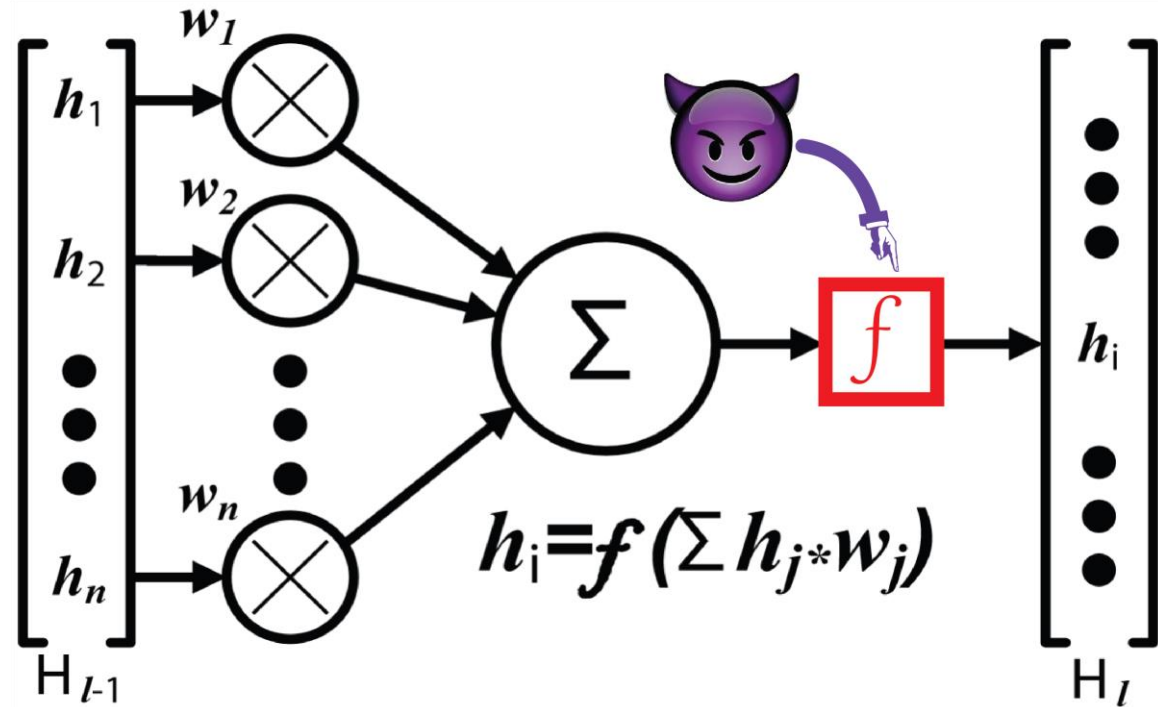 w₁
h₁
w₂
h₂
Σ
f
hᵢ
wₙ
hₙ
hᵢ=f(Σhⱼ*wⱼ)
Hₗ₋₁
Hₗ